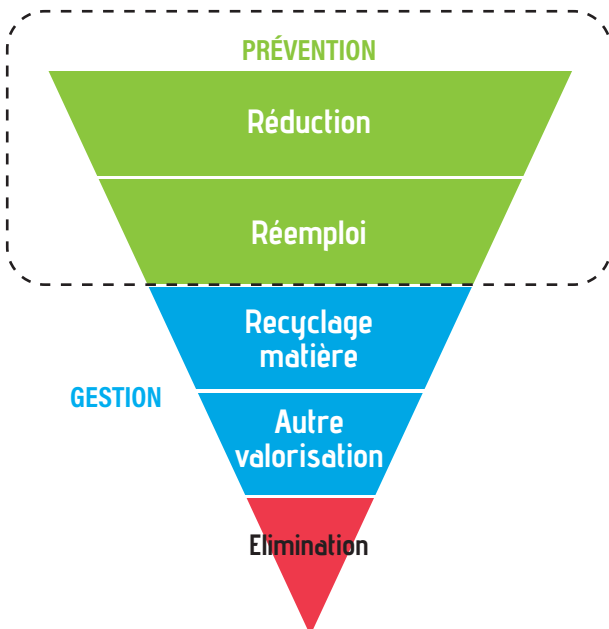 PRÉVENTION
Réduction
Réemploi
Recyclage
matière
GESTION
Autre
valorisation
Elimination